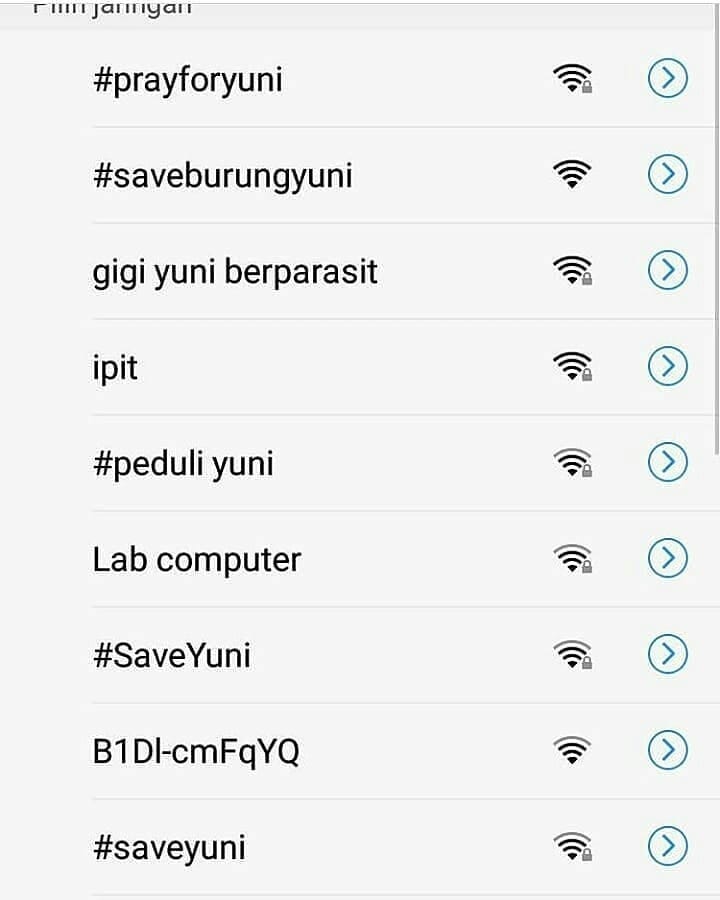 Pilih jaringan
#prayforyuni
#saveburungyuni
gigi yuni berparasit
ipit
#peduli yuni
Lab computer
#SaveYuni
B1Dl-cmFqYQ
#saveyuni